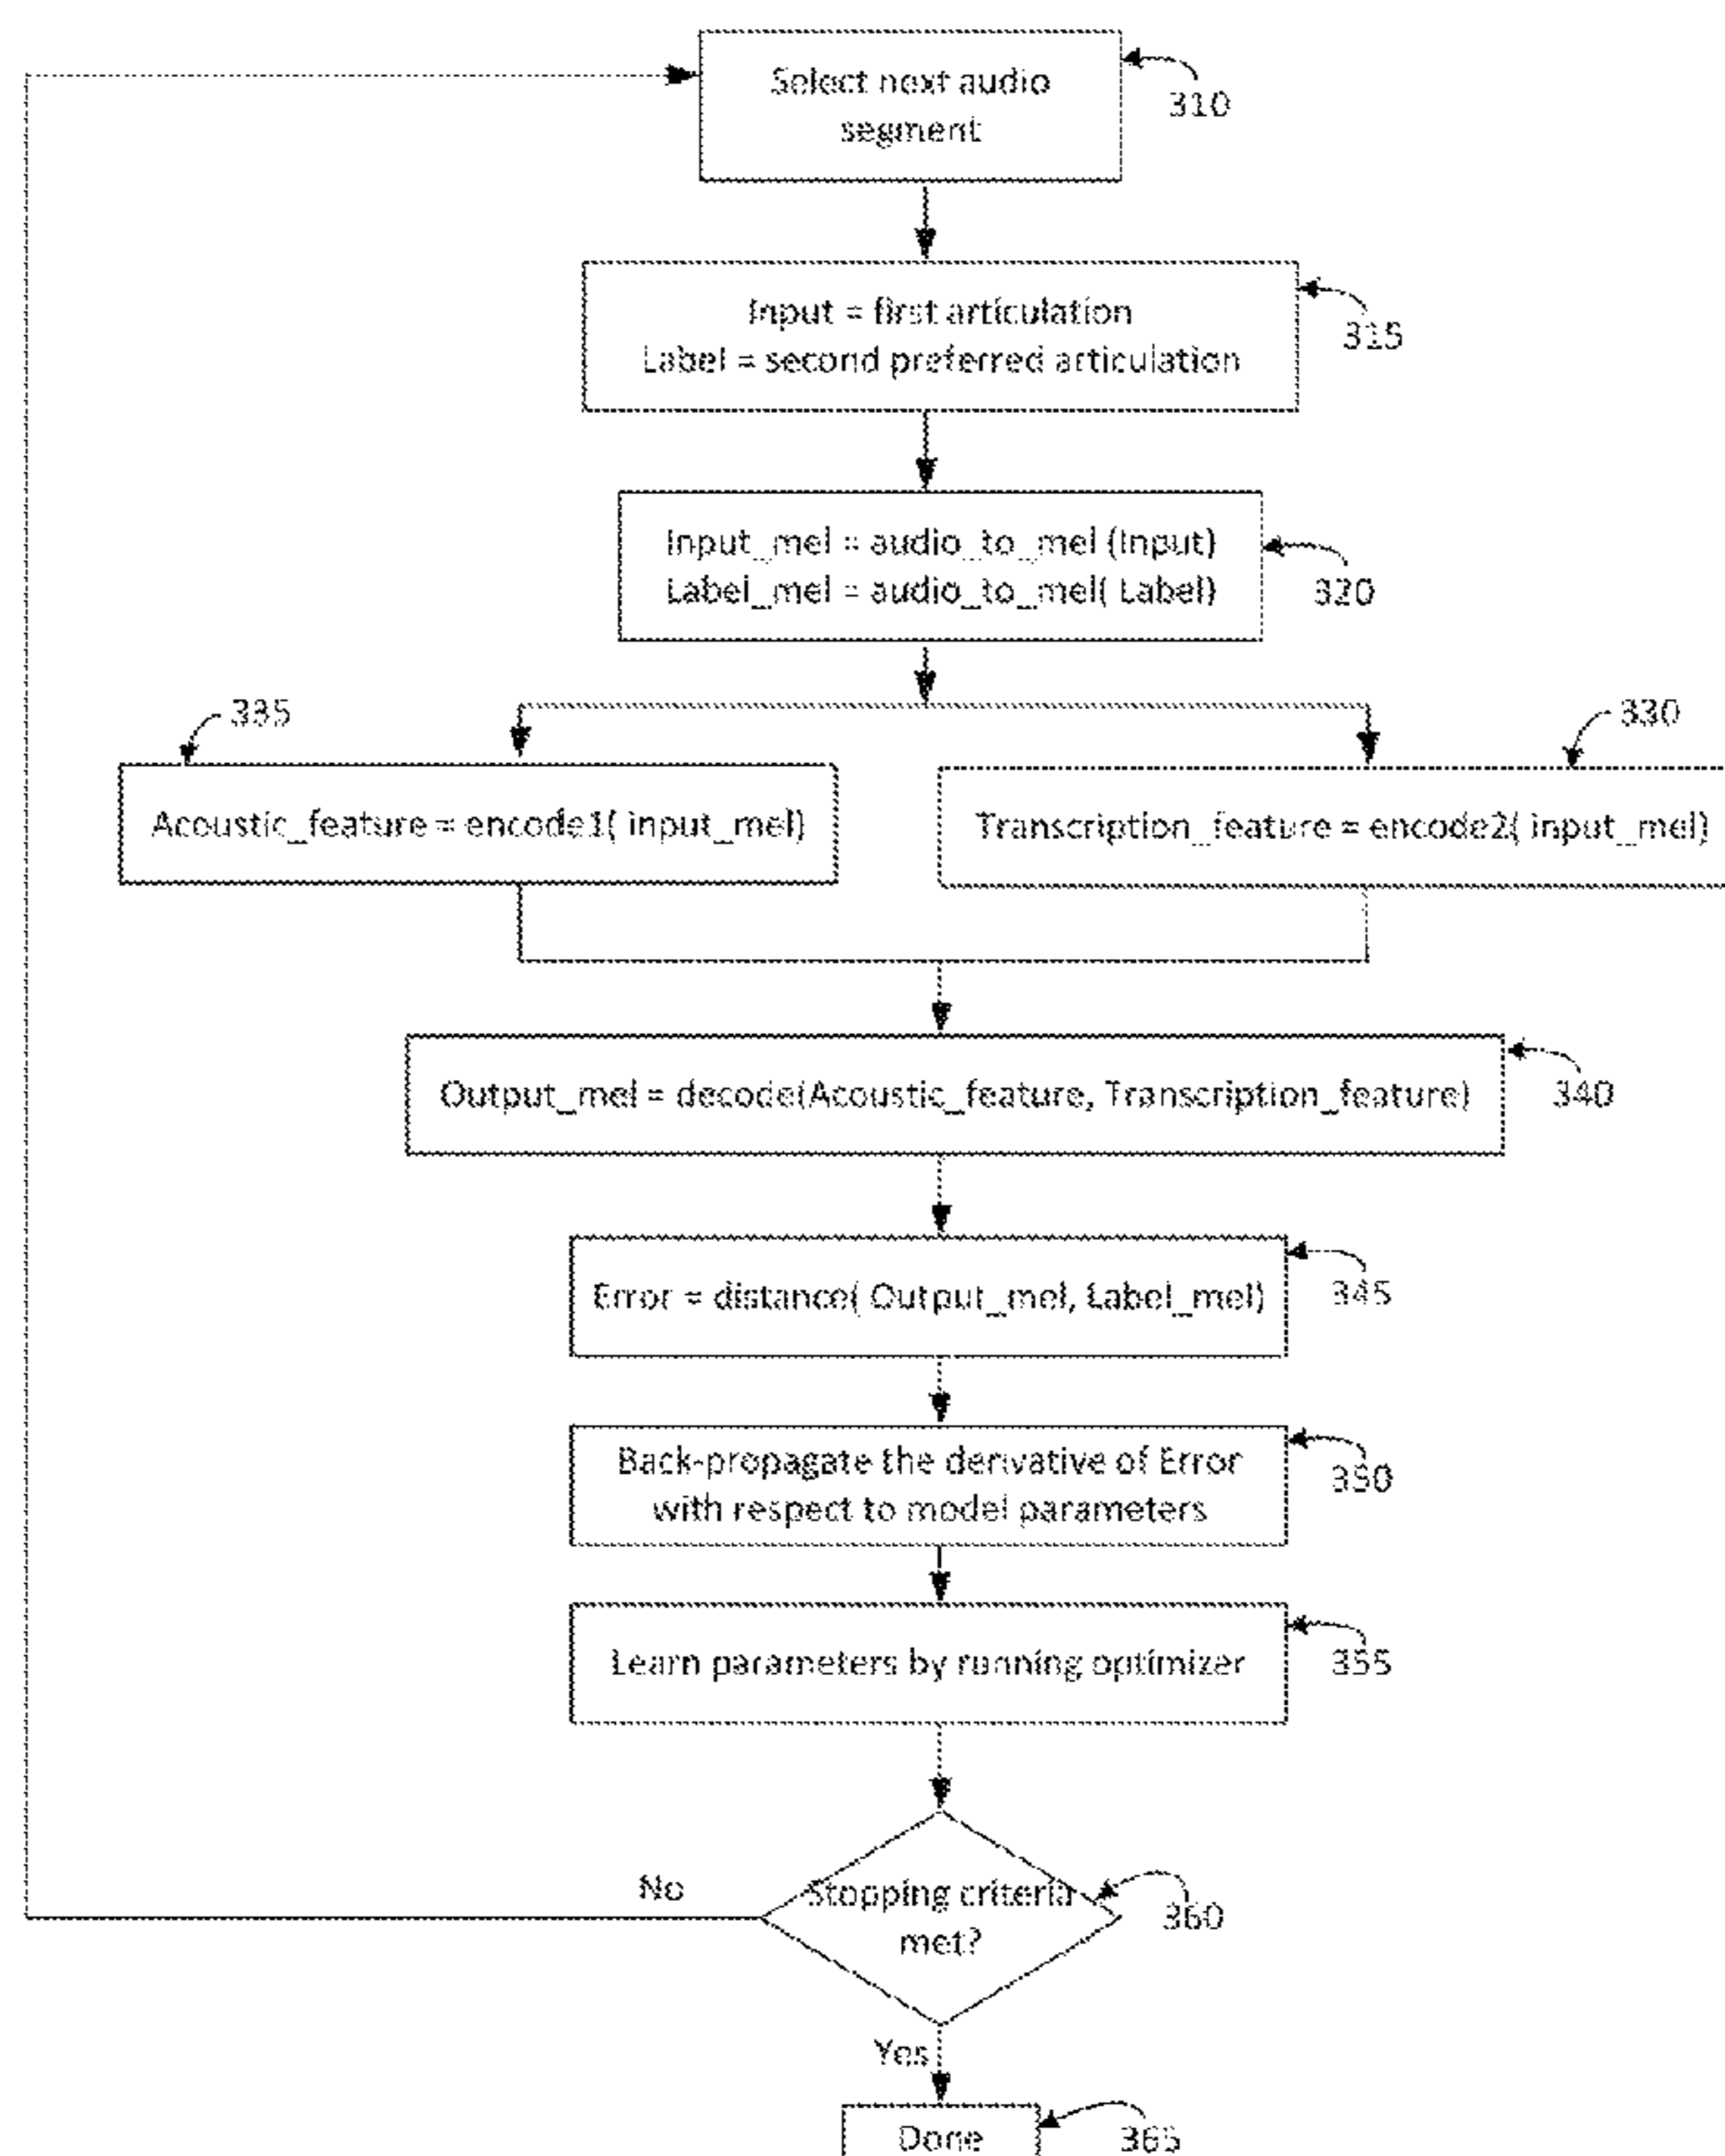 Select next audio
segment
310
Input = first articulation
Label = second preferred articulation
315
Input_mel = audio_to_mel (Input)
Label_mel = audio_to_mel( Label)
320
335
330
Acoustic_feature = encode1( input_mel)
Transcription_feature = encode2( input_mel)
Output_mel = decode(Acoustic_feature, Transcription_feature)
340
Error = distance( Output_mel, Label_mel)
345
Back-propagate the derivative of Error
with respect to model parameters
350
Learn parameters by running optimizer
355
No
Stopping criteria
met?
360
Yes
Done
365